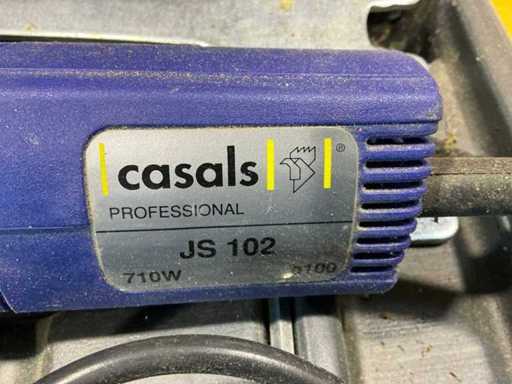 casals ®
PROFESSIONAL
JS 102
710W